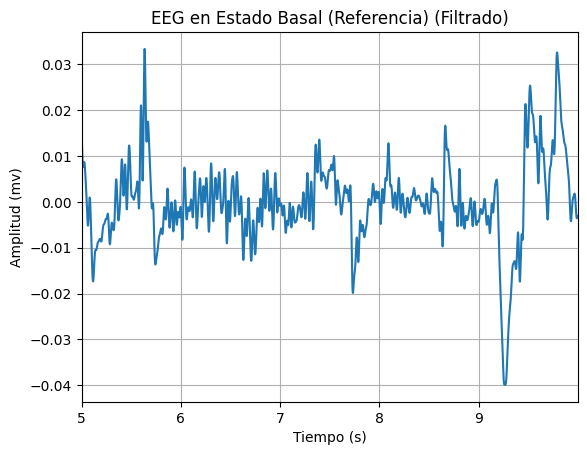 EEG en Estado Basal (Referencia) (Filtrado)
Amplitud (mv)
0.03
0.02
0.01
0.00
−0.01
−0.02
−0.03
−0.04
5 6 7 8 9
Tiempo (s)